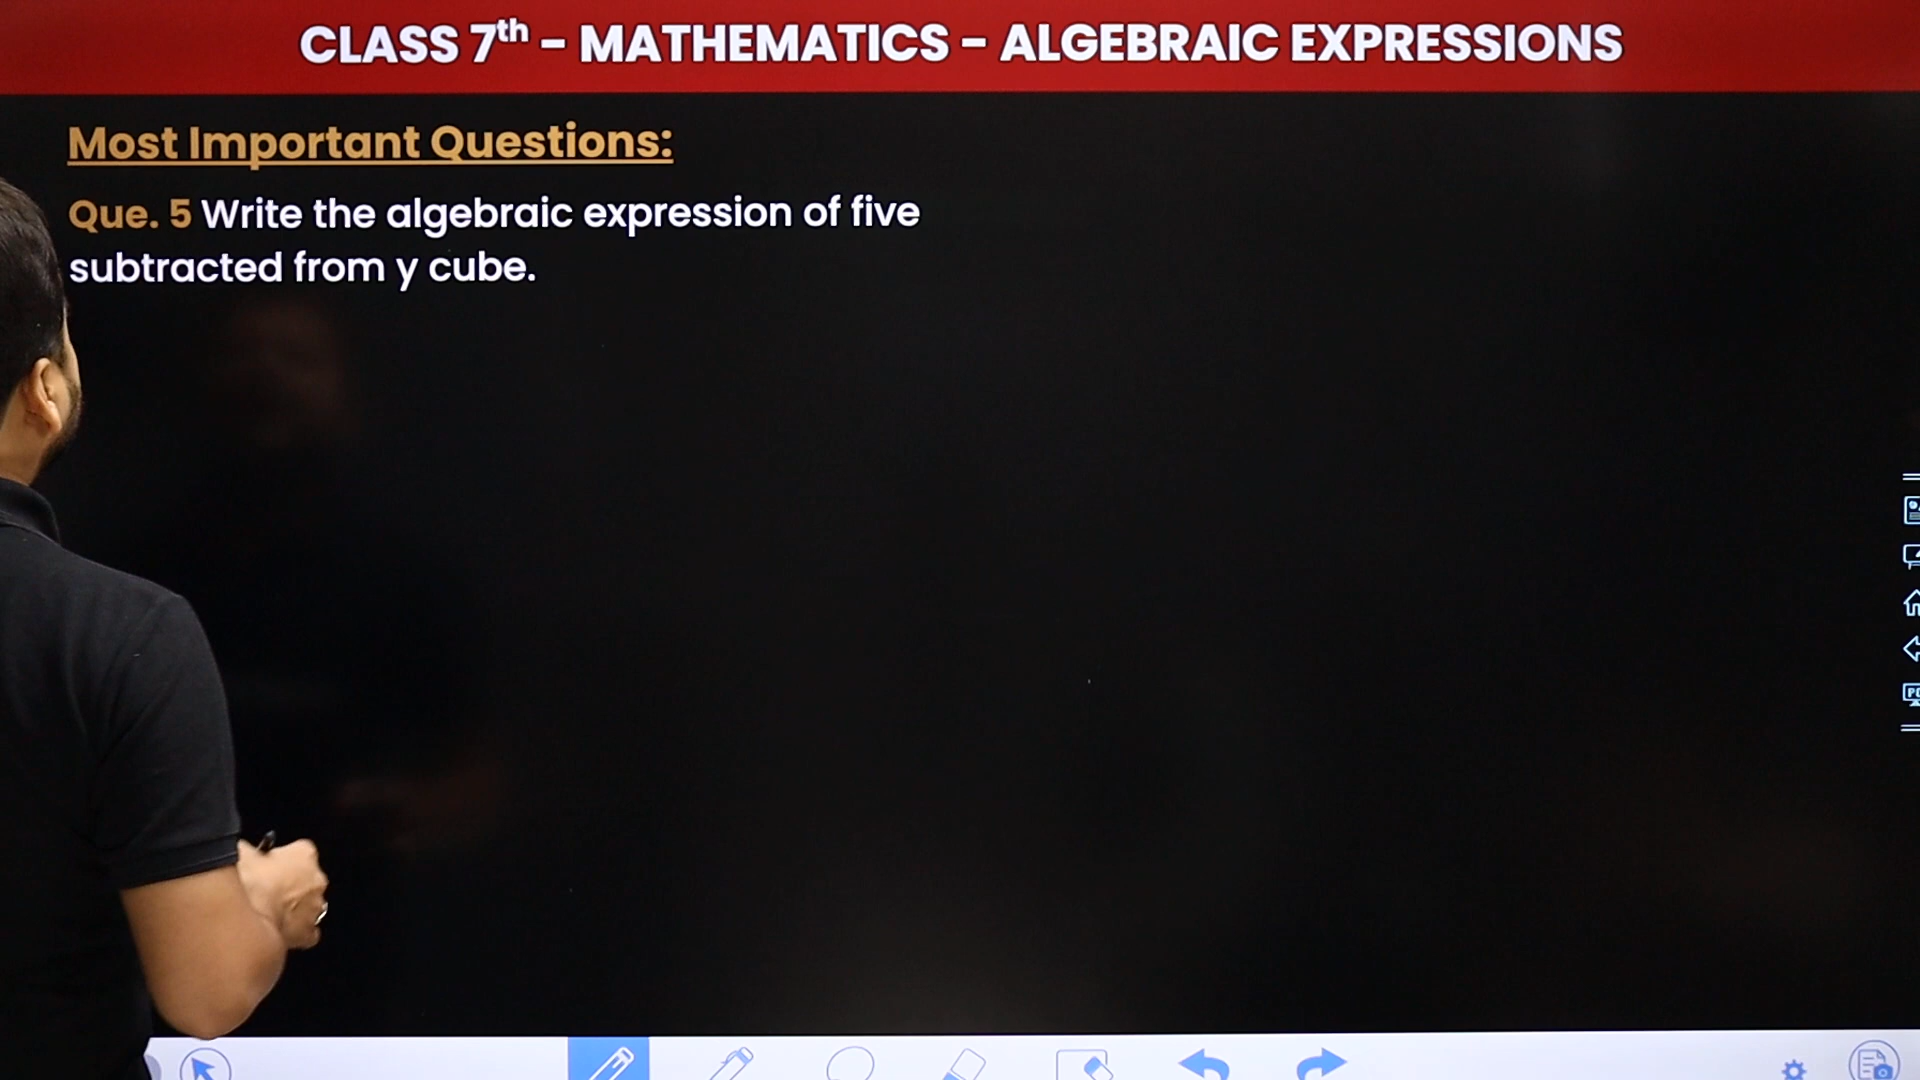 CLASS 7th - MATHEMATICS - ALGEBRAIC EXPRESSIONS
Most Important Questions:
Que. 5 Write the algebraic expression of five
subtracted from y cube.